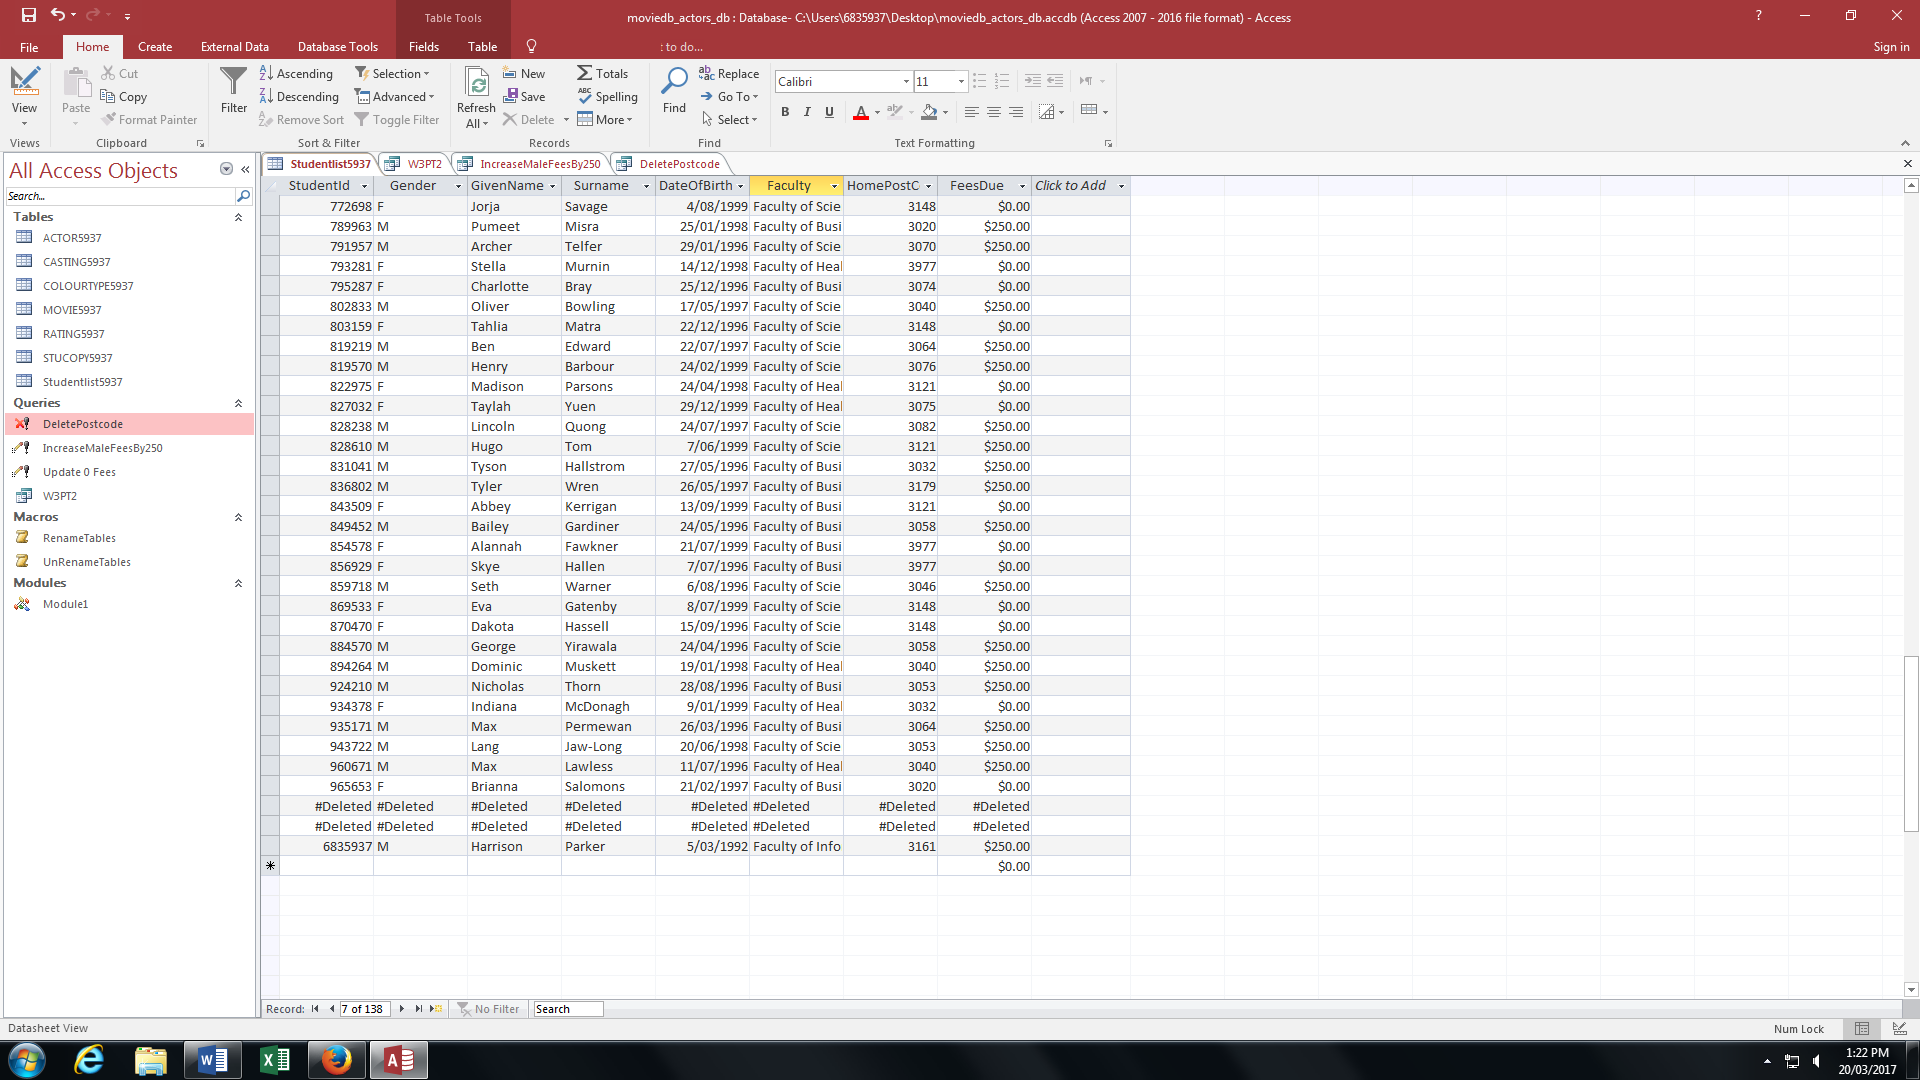 moviedb_actors_db : Database- C:\Users\6835937\Desktop\moviedb_actors_db.accdb (Access 2007 - 2016 file format) - Access
Table Tools
? 
File Home Create External Data Database Tools Fields Table : to do... Sign in
View Paste Cut Copy Format Painter
Filter Ascending Descending Remove Sort Selection Advanced Toggle Filter
Refresh All New Save Delete Totals Spelling More
Find Replace Go To Select
Calibri 11
B I U A ab
Views Clipboard Sort & Filter Records Find Text Formatting
All Access Objects
Search...
Tables
ACTOR5937
CASTING5937
COLOURTYPE5937
MOVIE5937
RATING5937
STUCOPY5937
Studentlist5937
Queries
DeletePostcode
IncreaseMaleFeesBy250
Update 0 Fees
W3PT2
Macros
RenameTables
UnRenameTables
Modules
Module1
Studentlist5937 W3PT2 IncreaseMaleFeesBy250 DeletePostcode
StudentId Gender GivenName Surname DateOfBirth Faculty HomePostC FeesDue Click to Add
772698 F Jorja Savage 4/08/1999 Faculty of Scie 3148 $0.00
789963 M Pumeet Misra 25/01/1998 Faculty of Busi 3020 $250.00
791957 M Archer Telfer 29/01/1996 Faculty of Scie 3070 $250.00
793281 F Stella Murnin 14/12/1998 Faculty of Heal 3977 $0.00
795287 F Charlotte Bray 25/12/1996 Faculty of Busi 3074 $0.00
802833 M Oliver Bowling 17/05/1997 Faculty of Scie 3040 $250.00
803159 F Tahlia Matra 22/12/1996 Faculty of Scie 3148 $0.00
819219 M Ben Edward 22/07/1997 Faculty of Scie 3064 $250.00
819570 M Henry Barbour 24/02/1999 Faculty of Scie 3076 $250.00
822975 F Madison Parsons 24/04/1998 Faculty of Heal 3121 $0.00
827032 F Taylah Yuen 29/12/1999 Faculty of Heal 3075 $0.00
828238 M Lincoln Quong 24/07/1997 Faculty of Scie 3082 $250.00
828610 M Hugo Tom 7/06/1999 Faculty of Scie 3121 $250.00
831041 M Tyson Hallstrom 27/05/1996 Faculty of Busi 3032 $250.00
836802 M Tyler Wren 26/05/1997 Faculty of Busi 3179 $250.00
843509 F Abbey Kerrigan 13/09/1999 Faculty of Busi 3121 $0.00
849452 M Bailey Gardiner 24/05/1996 Faculty of Busi 3058 $250.00
854578 F Alannah Fawkner 21/07/1999 Faculty of Busi 3977 $0.00
856929 F Skye Hallen 7/07/1996 Faculty of Busi 3977 $0.00
859718 M Seth Warner 6/08/1996 Faculty of Scie 3046 $250.00
869533 F Eva Gatenby 8/07/1999 Faculty of Scie 3148 $0.00
870470 F Dakota Hassell 15/09/1996 Faculty of Scie 3148 $0.00
884570 M George Yirawala 24/04/1996 Faculty of Scie 3058 $250.00
894264 M Dominic Muskett 19/01/1998 Faculty of Heal 3040 $250.00
924210 M Nicholas Thorn 28/08/1996 Faculty of Busi 3053 $250.00
934378 F Indiana McDonagh 9/01/1999 Faculty of Heal 3032 $0.00
935171 M Max Permewan 26/03/1996 Faculty of Busi 3064 $250.00
943722 M Lang Jaw-Long 20/06/1998 Faculty of Scie 3053 $250.00
960671 M Max Lawless 11/07/1996 Faculty of Heal 3040 $250.00
965653 F Brianna Salomons 21/02/1997 Faculty of Busi 3020 $0.00
#Deleted #Deleted #Deleted #Deleted #Deleted #Deleted #Deleted #Deleted
#Deleted #Deleted #Deleted #Deleted #Deleted #Deleted #Deleted #Deleted
6835937 M Harrison Parker 5/03/1992 Faculty of Info 3161 $250.00
* $0.00
Record: 7 of 138 No Filter Search
Datasheet View Num Lock
1:22 PM
20/03/2017